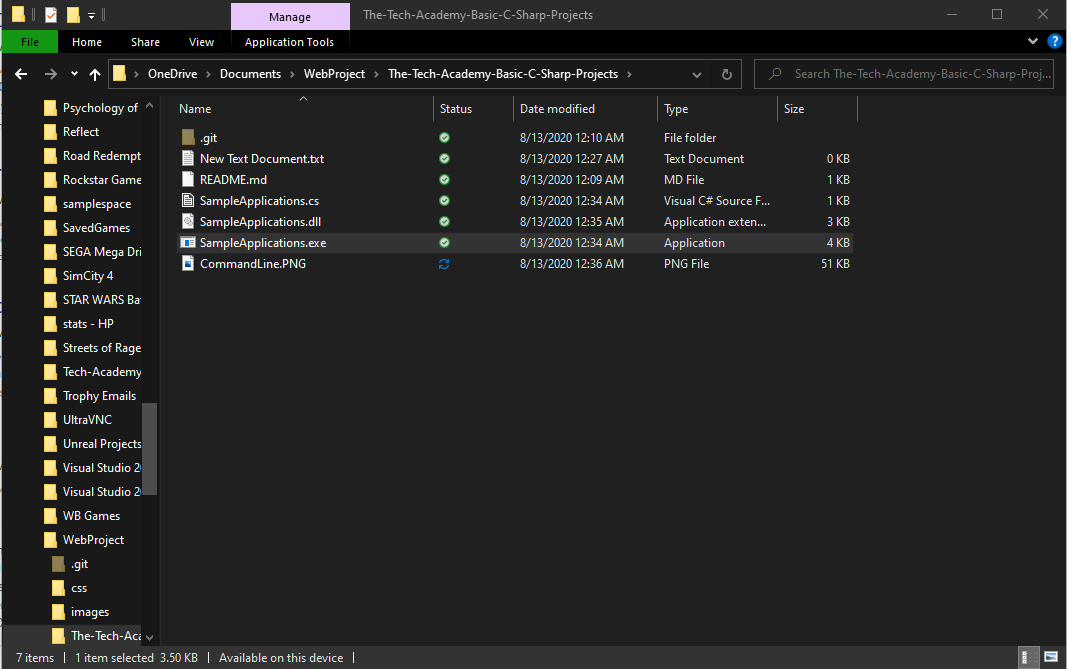 Manage
The-Tech-Academy-Basic-C-Sharp-Projects
File Home Share View Application Tools
OneDrive Documents WebProject The-Tech-Academy-Basic-C-Sharp-Projects
Search The-Tech-Academy-Basic-C-Sharp-Proj...
Psychology of
Reflect
Road Redempt
Rockstar Game
samplespace
SavedGames
SEGA Mega Dri
SimCity 4
STAR WARS Ba
stats - HP
Streets of Rage
Tech-Academy
Trophy Emails
UltraVNC
Unreal Projects
Visual Studio 2
Visual Studio 2
WB Games
WebProject
.git
css
images
The-Tech-Aca
Name Status Date modified Type Size
.git 8/13/2020 12:10 AM File folder
New Text Document.txt 8/13/2020 12:27 AM Text Document 0 KB
README.md 8/13/2020 12:09 AM MD File 1 KB
SampleApplications.cs 8/13/2020 12:34 AM Visual C# Source F... 1 KB
SampleApplications.dll 8/13/2020 12:35 AM Application exten... 3 KB
SampleApplications.exe 8/13/2020 12:34 AM Application 4 KB
CommandLine.PNG 8/13/2020 12:36 AM PNG File 51 KB
7 items 1 item selected 3.50 KB Available on this device